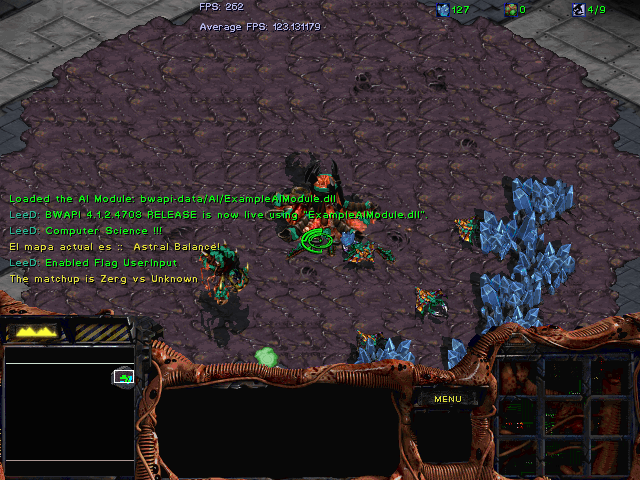 FPS: 262
127
0
4/9
Average FPS: 123.131179
Loaded the AI Module: bwapi-data/AI/ExampleAIModule.dll
LeeD: BWAPI 4.1.2.4708 RELEASE is now live using "ExampleAIModule.dll".
LeeD: Computer Science !!!
El mapa actual es :: Astral Balance!
LeeD: Enabled Flag UserInput
The matchup is Zerg vs Unknown
MENU